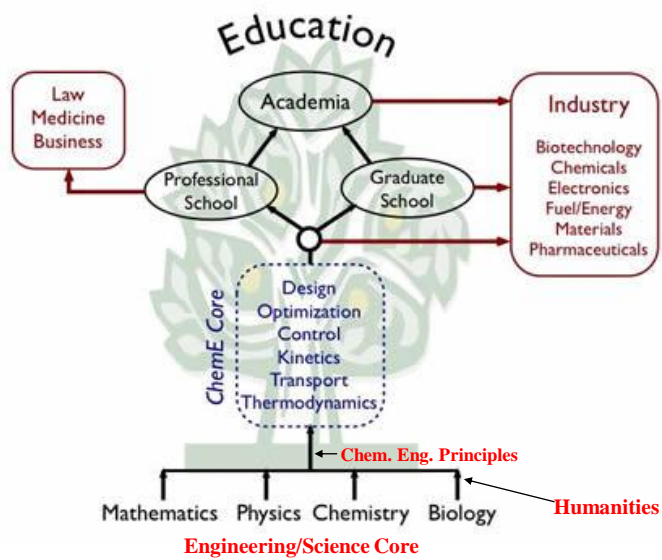 Education
Academia
Law
Medicine
Business
Industry
Biotechnology
Chemicals
Electronics
Fuel/Energy
Materials
Pharmaceuticals
Professional
School
Graduate
School
ChemE Core
Design
Optimization
Control
Kinetics
Transport
Thermodynamics
Chem. Eng. Principles
Humanities
Mathematics Physics Chemistry Biology
Engineering/Science Core